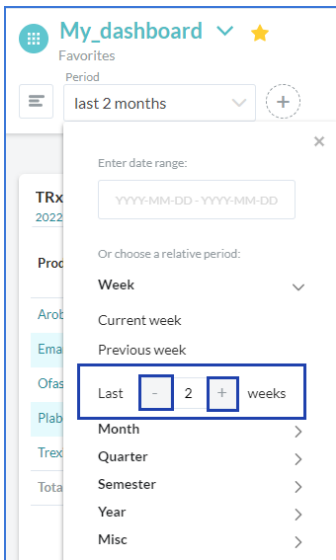 My_dashboard
Favorites
Period
last 2 months
+
×
Enter date range:
YYYY-MM-DD - YYYY-MM-DD
TRx
2022
Or choose a relative period:
Prod
Week
Arob
Current week
Ema
Previous week
Ofas
Last - 2 + weeks
Plab
Month
Trex
Quarter
Tota
Semester
Year
Misc